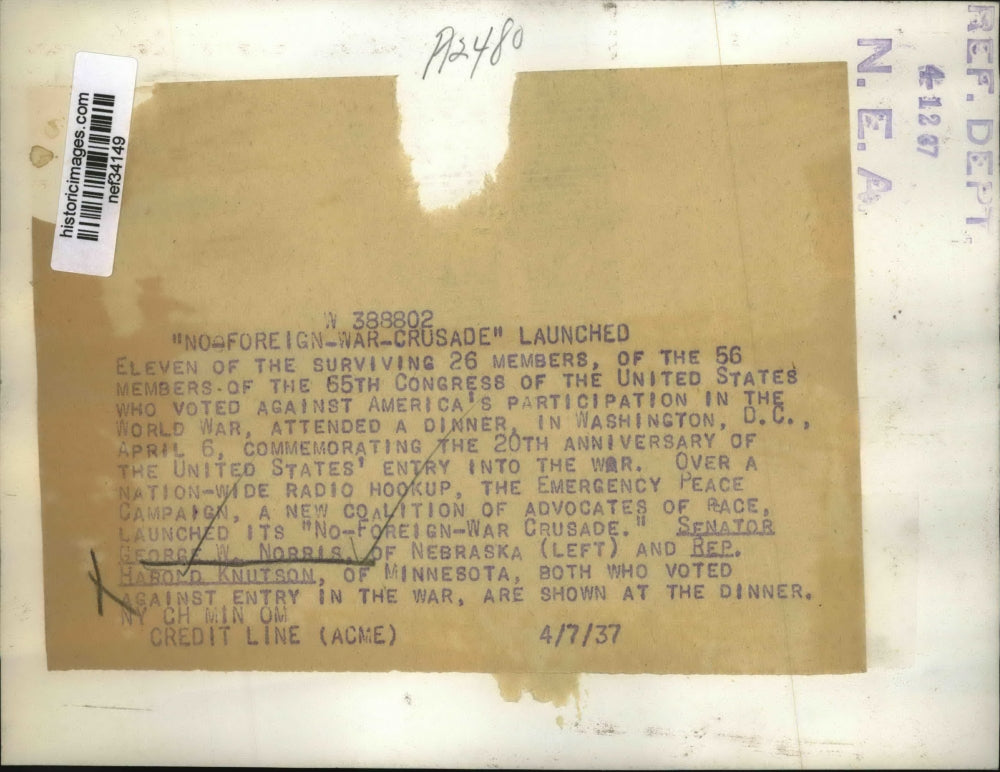 A2480
REF. DEPT.
4-12 37
N. E. A.
historicimages.com
nef34149
W 388802
"NO-FOREIGN-WAR-CRUSADE" LAUNCHED
ELEVEN OF THE SURVIVING 26 MEMBERS, OF THE 56
MEMBERS OF THE 65TH CONGRESS OF THE UNITED STATES
WHO VOTED AGAINST AMERICA'S PARTICIPATION IN THE
WORLD WAR, ATTENDED A DINNER, IN WASHINGTON, D.C.,
APRIL 6, COMMEMORATING THE 20TH ANNIVERSARY OF
THE UNITED STATES' ENTRY INTO THE WAR. OVER A
NATION-WIDE RADIO HOOKUP, THE EMERGENCY PEACE
CAMPAIGN, A NEW COALITION OF ADVOCATES OF PACE,
LAUNCHED ITS "NO-FOREIGN-WAR CRUSADE." SENATOR
GEORGE W. NORRIS, OF NEBRASKA (LEFT) AND REP.
HAROLD KNUTSON, OF MINNESOTA, BOTH WHO VOTED
AGAINST ENTRY IN THE WAR, ARE SHOWN AT THE DINNER.
NY CH MIN OM
CREDIT LINE (ACME) 4/7/37